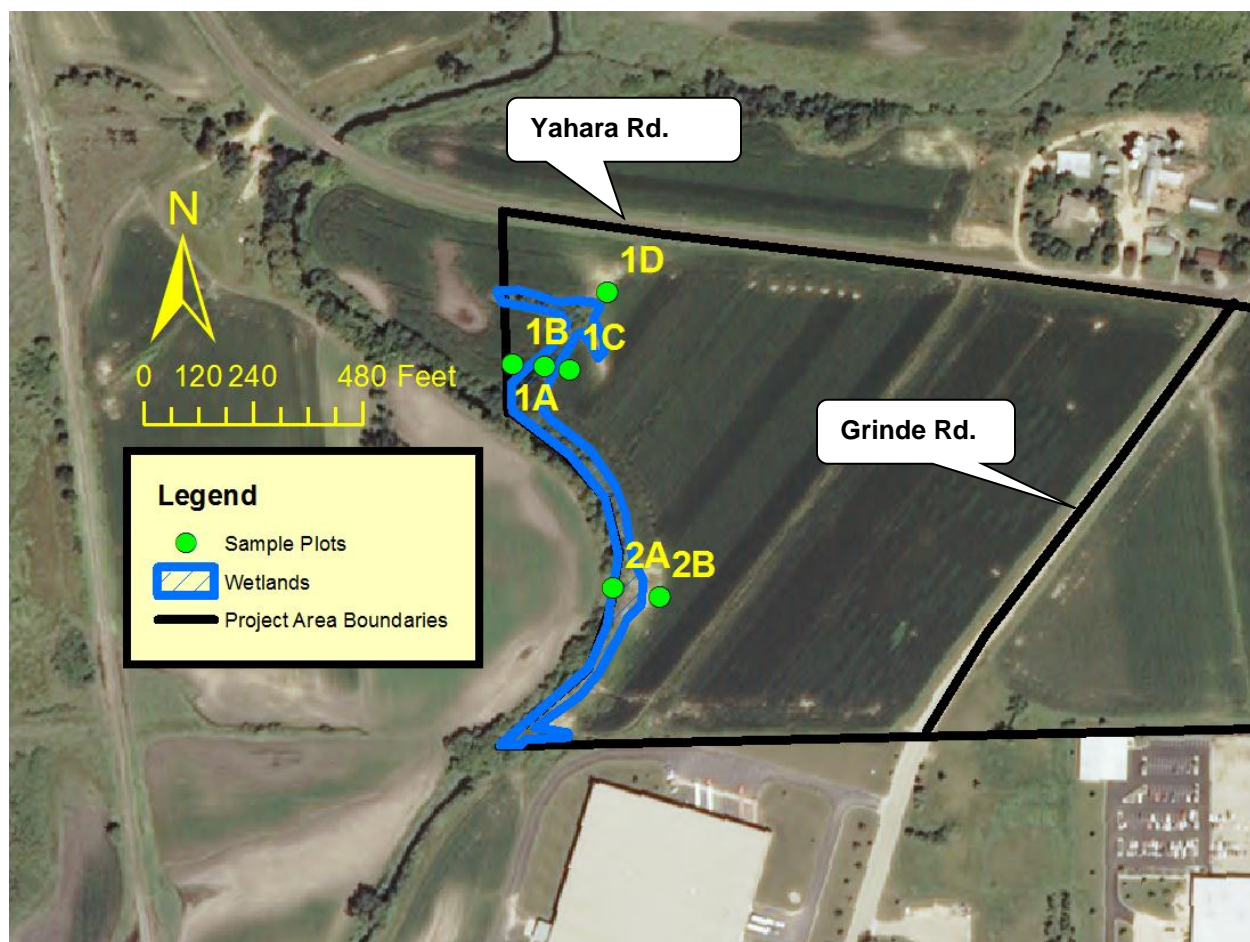 Yahara Rd.
N
1D
1B
1C
0 120 240 480 Feet
1A
Grinde Rd.
Legend
Sample Plots
Wetlands
Project Area Boundaries
2A
2B